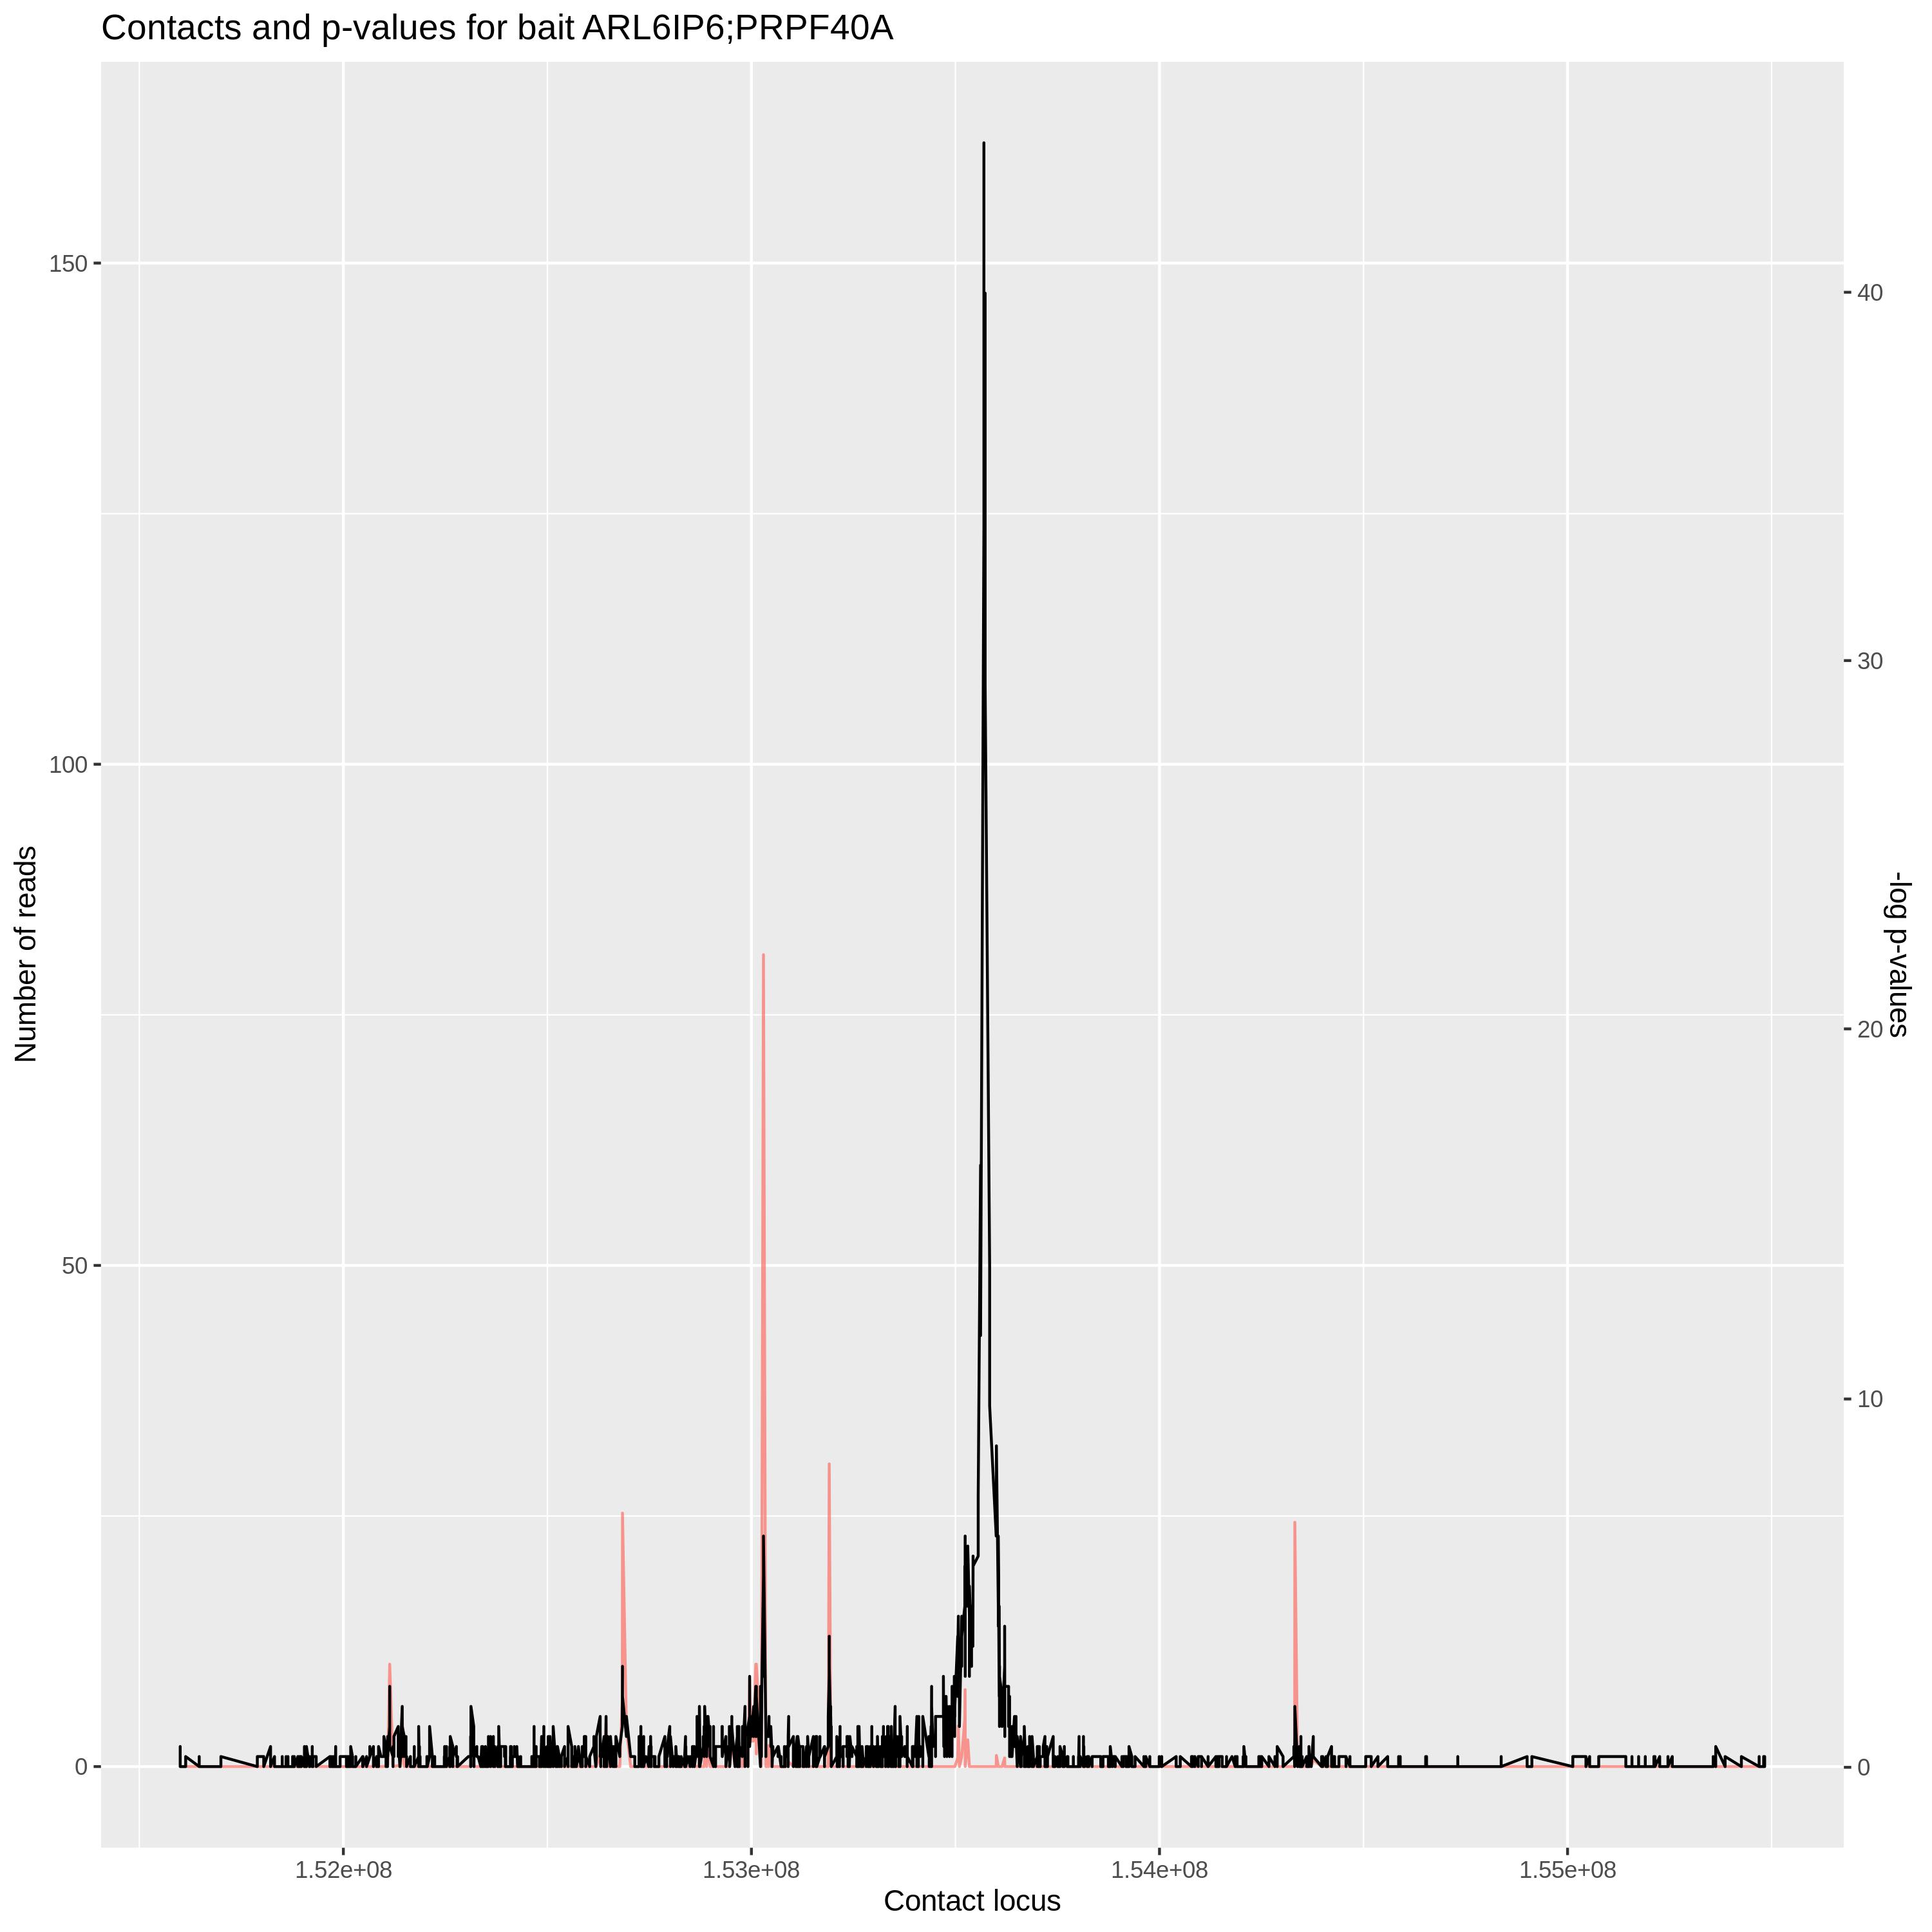 Contacts and p-values for bait ARL6IP6;PRPF40A
150
100
50
0
Number of reads
40
30
20
10
0
-log p-values
1.52e+08
1.53e+08
1.54e+08
1.55e+08
Contact locus